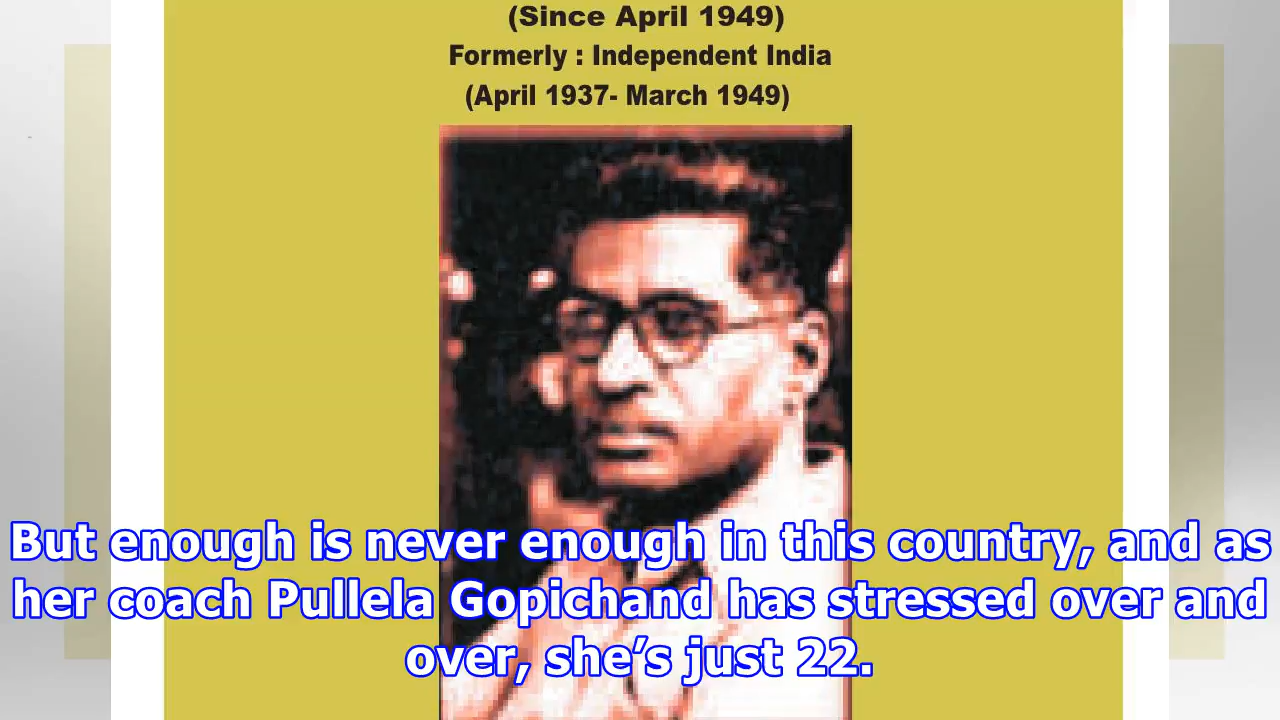 (Since April 1949)
Formerly : Independent India
(April 1937- March 1949)
But enough is never enough in this country, and as
her coach Pullela Gopichand has stressed over and
over, she’s just 22.